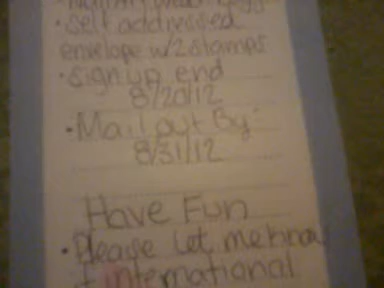 • Self addressed
envelope w/2 stamps
• sign up end
8/20/12
• Mail out By:
8/31/12
Have Fun
• Please let me know
international